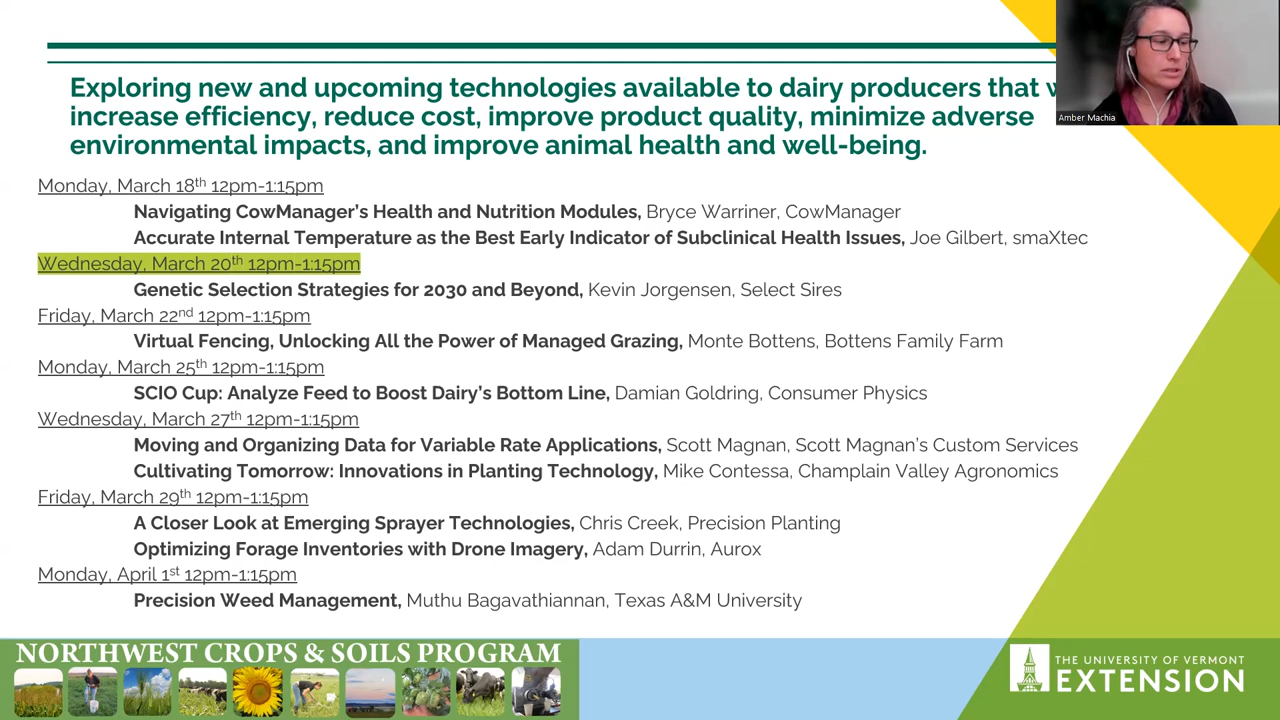 Exploring new and upcoming technologies available to dairy producers that
increase efficiency, reduce cost, improve product quality, minimize adverse
environmental impacts, and improve animal health and well-being.
Amber Machia
Monday, March 18th 12pm-1:15pm
Navigating CowManager's Health and Nutrition Modules, Bryce Warriner, CowManager
Accurate Internal Temperature as the Best Early Indicator of Subclinical Health Issues, Joe Gilbert, smaXtec
Wednesday, March 20th 12pm-1:15pm
Genetic Selection Strategies for 2030 and Beyond, Kevin Jorgensen, Select Sires
Friday, March 22nd 12pm-1:15pm
Virtual Fencing, Unlocking All the Power of Managed Grazing, Monte Bottens, Bottens Family Farm
Monday, March 25th 12pm-1:15pm
SCIO Cup: Analyze Feed to Boost Dairy's Bottom Line, Damian Goldring, Consumer Physics
Wednesday, March 27th 12pm-1:15pm
Moving and Organizing Data for Variable Rate Applications, Scott Magnan, Scott Magnan's Custom Services
Cultivating Tomorrow: Innovations in Planting Technology, Mike Contessa, Champlain Valley Agronomics
Friday, March 29th 12pm-1:15pm
A Closer Look at Emerging Sprayer Technologies, Chris Creek, Precision Planting
Optimizing Forage Inventories with Drone Imagery, Adam Durrin, Aurox
Monday, April 1st 12pm-1:15pm
Precision Weed Management, Muthu Bagavathiannan, Texas A&M University
NORTHWEST CROPS & SOILS PROGRAM
THE UNIVERSITY OF VERMONT
EXTENSION